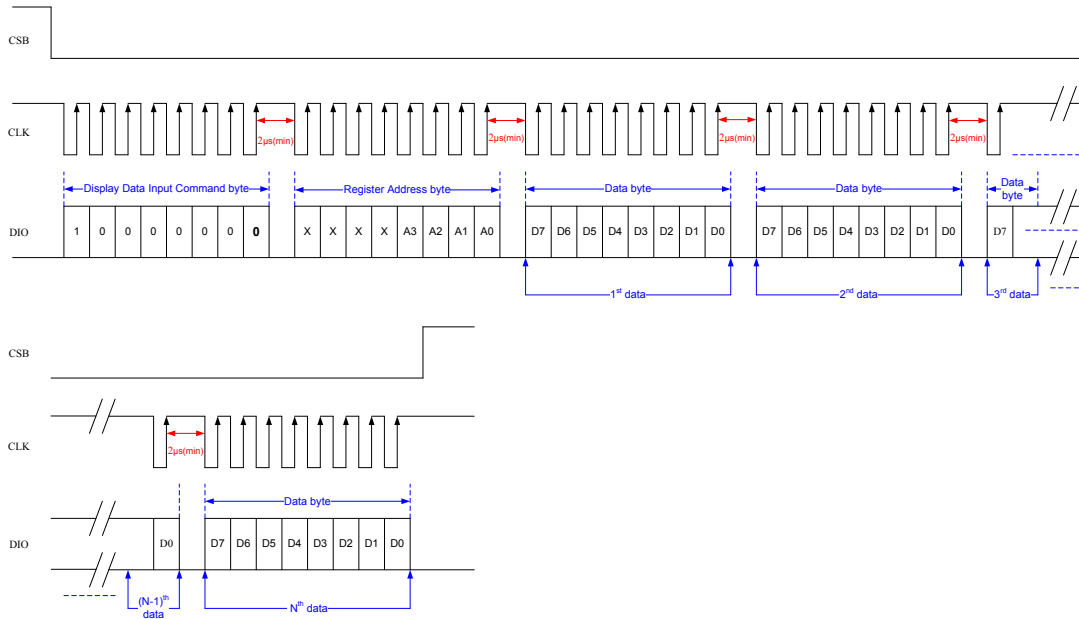 CSB
CLK
2µs(min) 2µs(min) 2µs(min) 2µs(min)
Display Data Input Command byte Register Address byte Data byte Data byte Data
byte
DIO 1 0 0 0 0 0 0 0 X X X X A3 A2 A1 A0 D7 D6 D5 D4 D3 D2 D1 D0 D7 D6 D5 D4 D3 D2 D1 D0 D7
1st data 2nd data 3rd data
CSB
CLK
2µs(min)
Data byte
DIO D0 D7 D6 D5 D4 D3 D2 D1 D0
(N-1)th
data
Nth data